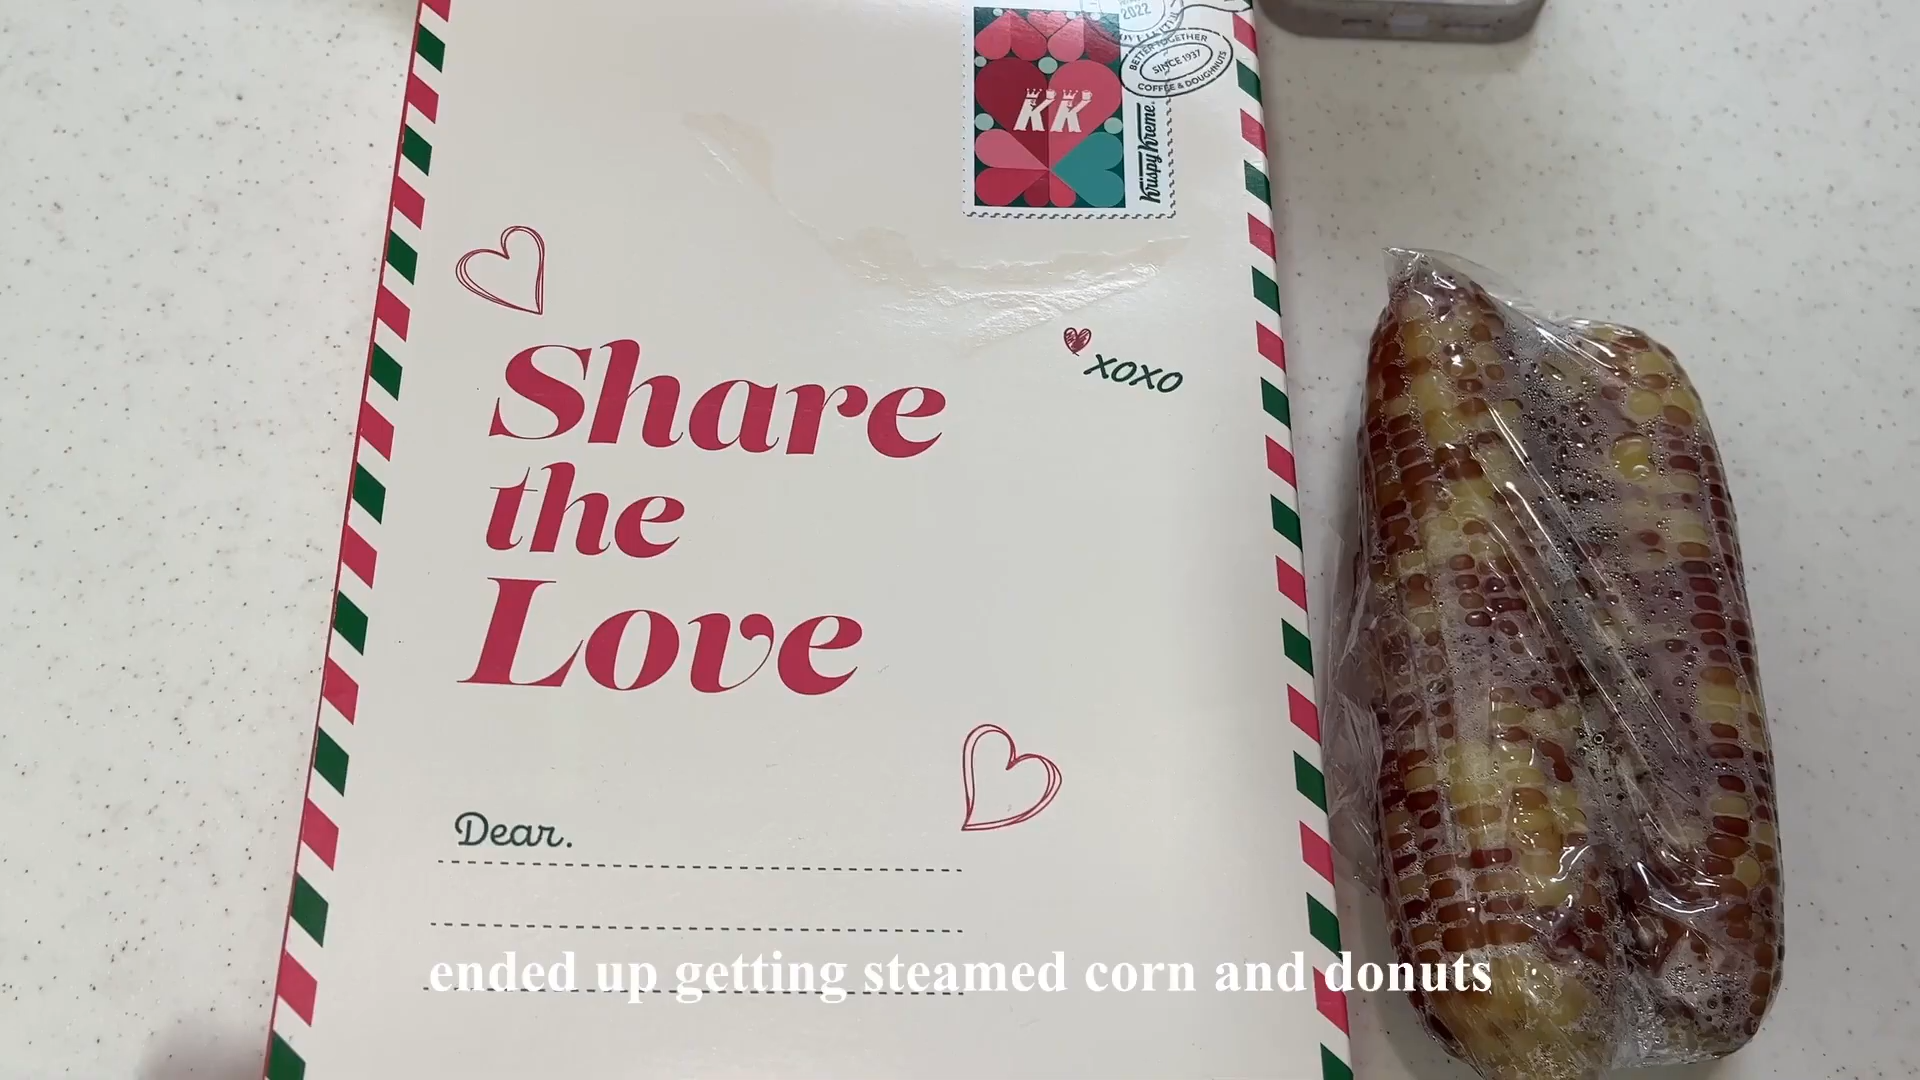 2022
BETTER TOGETHER
SINCE 1937
COFFEE & DOUGHNUTS
KK
Krispy Kreme
Share
the
Love
XOXO
Dear.
ended up getting steamed corn and donuts